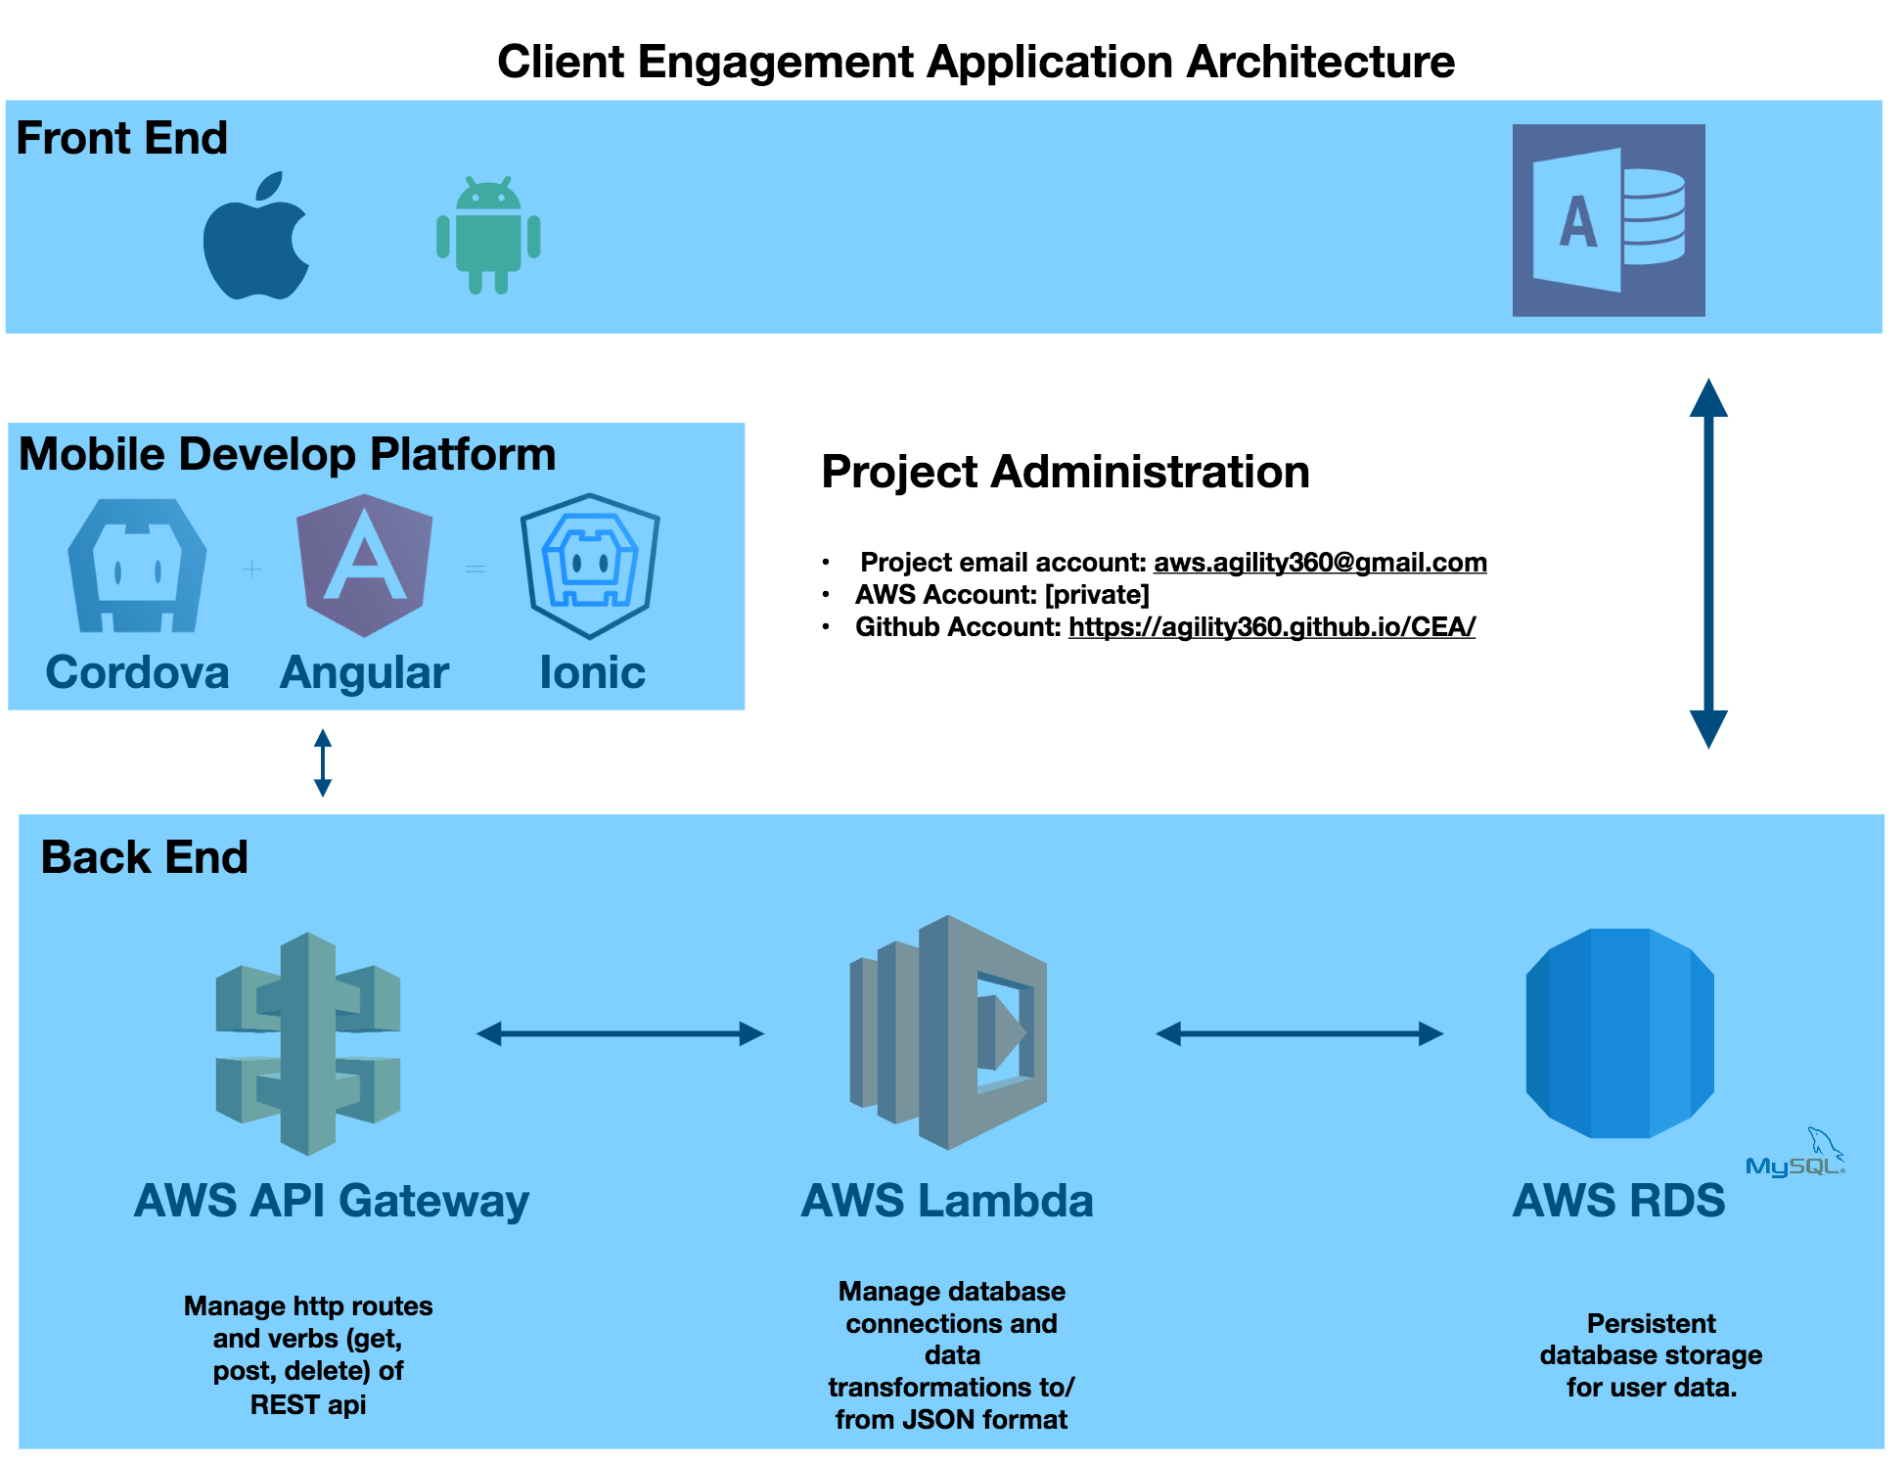 Client Engagement Application Architecture
Front End
A
Mobile Develop Platform
+
=
Cordova
Angular
Ionic
Project Administration
• Project email account: aws.agility360@gmail.com
• AWS Account: [private]
• Github Account: https://agility360.github.io/CEA/
Back End
AWS API Gateway
Manage http routes
and verbs (get,
post, delete) of
REST api
AWS Lambda
Manage database
connections and
data
transformations to/
from JSON format
MySQL®
AWS RDS
Persistent
database storage
for user data.